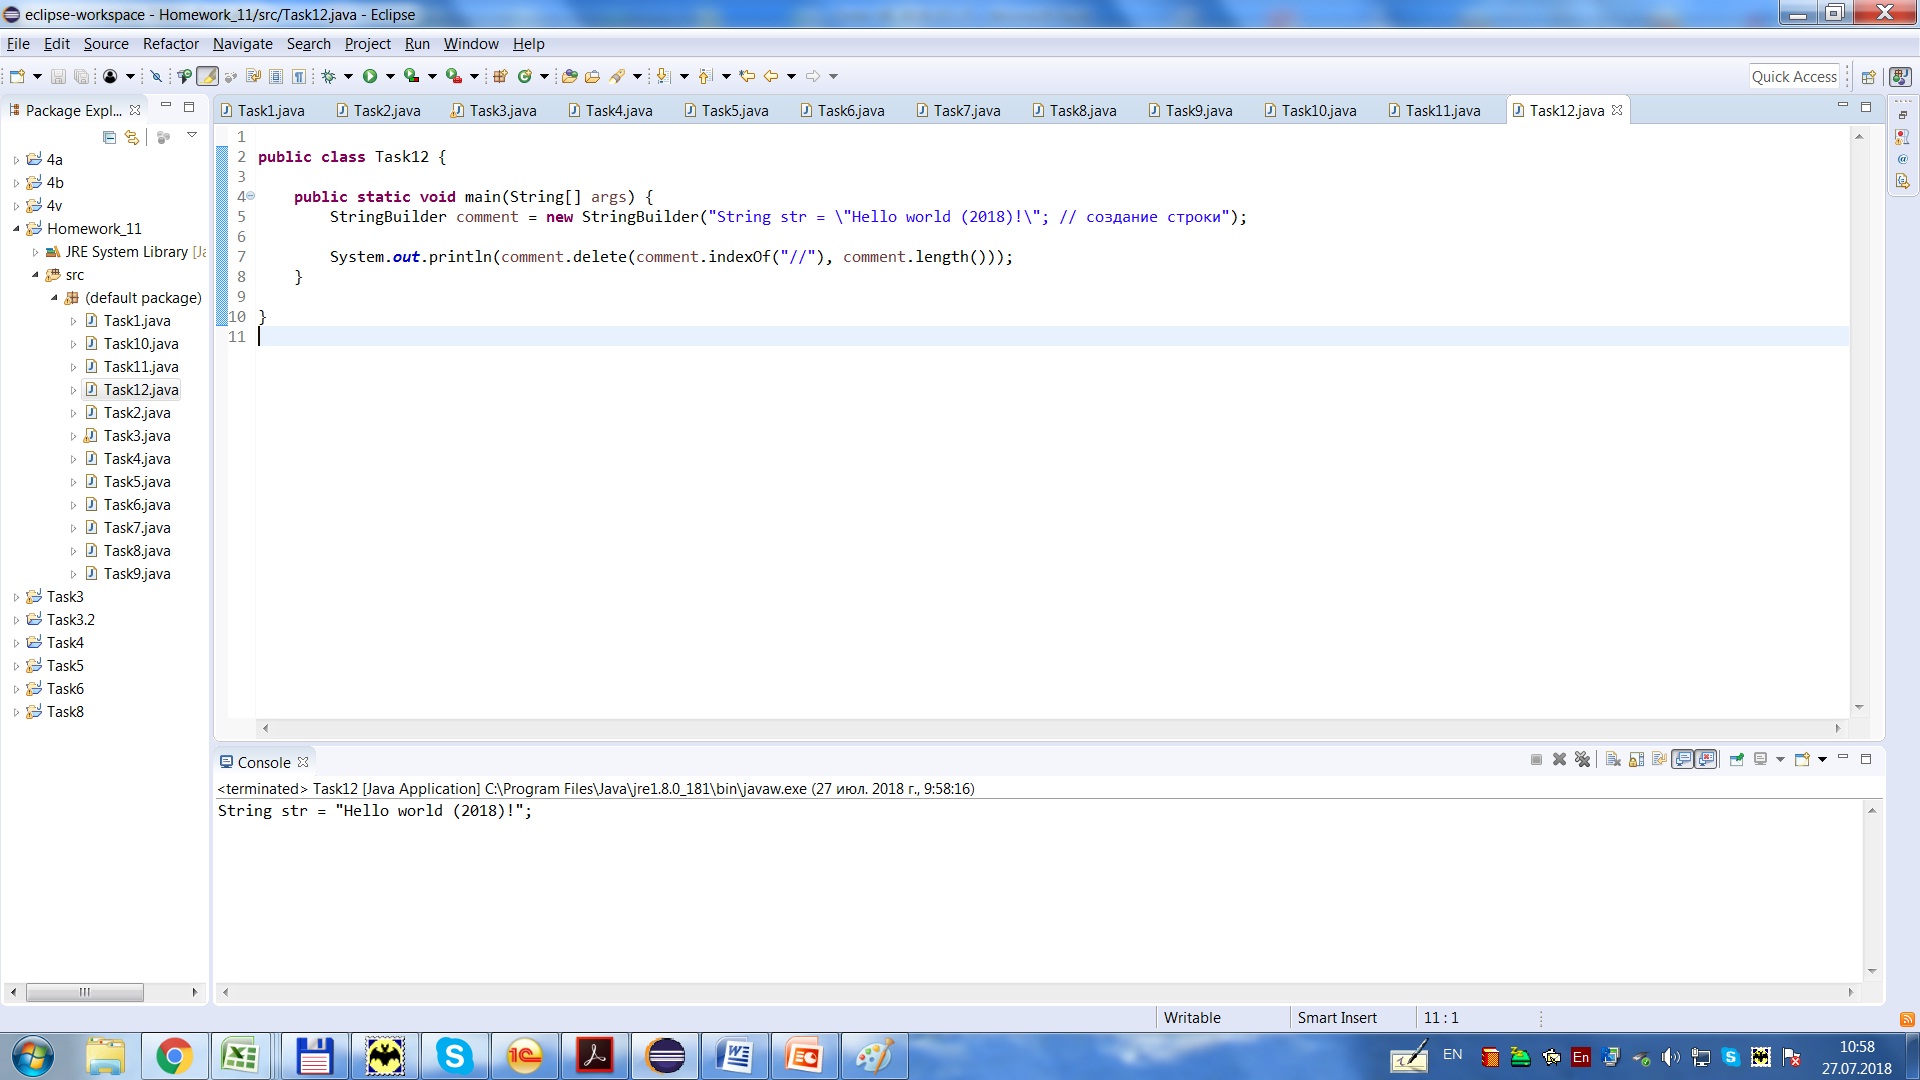 eclipse-workspace - Homework_11/src/Task12.java - Eclipse
File Edit Source Refactor Navigate Search Project Run Window Help
Quick Access
Package Expl...
Task1.java Task2.java Task3.java Task4.java Task5.java Task6.java Task7.java Task8.java Task9.java Task10.java Task11.java Task12.java
4a
4b
4v
Homework_11
JRE System Library
src
(default package)
Task1.java
Task10.java
Task11.java
Task12.java
Task2.java
Task3.java
Task4.java
Task5.java
Task6.java
Task7.java
Task8.java
Task9.java
Task3
Task3.2
Task4
Task5
Task6
Task8
1
2 public class Task12 {
3
4 public static void main(String[] args) {
5 StringBuilder comment = new StringBuilder("String str = \"Hello world (2018)!\"; // создание строки");
6
7 System.out.println(comment.delete(comment.indexOf("//"), comment.length()));
8 }
9
10 }
11
Console
<terminated> Task12 [Java Application] C:\Program Files\Java\jre1.8.0_181\bin\javaw.exe (27 июл. 2018 г., 9:58:16)
String str = "Hello world (2018)!";
Writable Smart Insert 11 : 1
EN En 10:58
27.07.2018